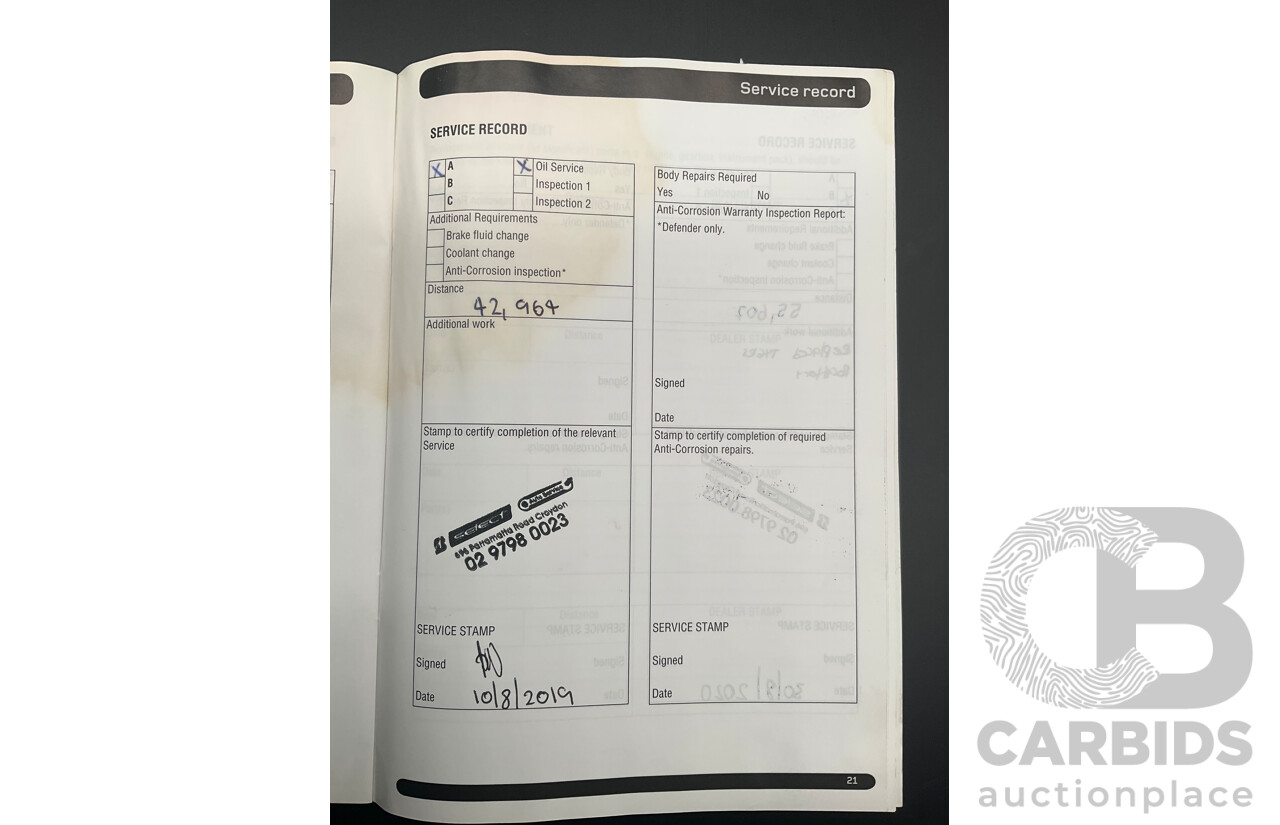 Service record
SERVICE RECORD
X A
X Oil Service
B
Inspection 1
C
Inspection 2
Additional Requirements
Brake fluid change
Coolant change
Anti-Corrosion inspection*
Distance
42,964
Additional work
Stamp to certify completion of the relevant
Service
select
Auto Service
Parramatta Road Croydon
02 9798 0023
SERVICE STAMP
Signed
Date 10/8/2019
Body Repairs Required
Yes No
Anti-Corrosion Warranty Inspection Report:
*Defender only.
Signed
Date
Stamp to certify completion of required
Anti-Corrosion repairs.
SERVICE STAMP
Signed
Date
21
CB
CARBIDS
auctionplace